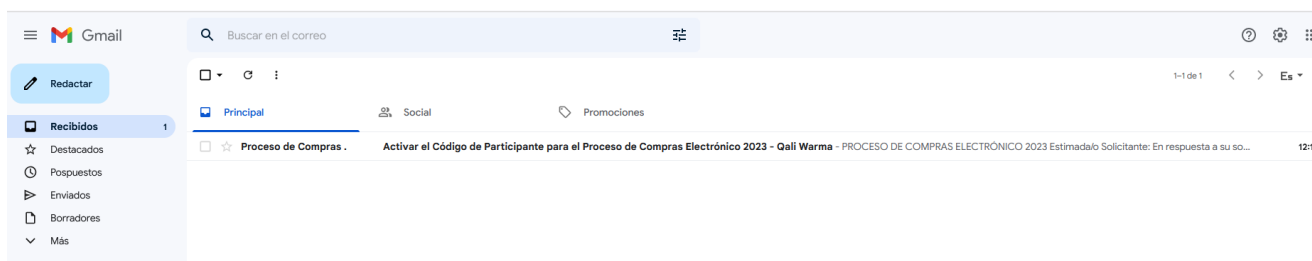 Gmail
Buscar en el correo
Redactar
1–1 de 1
Es
Principal
Social
Promociones
Recibidos 1
Proceso de Compras . Activar el Código de Participante para el Proceso de Compras Electrónico 2023 - Qali Warma - PROCESO DE COMPRAS ELECTRÓNICO 2023 Estimada/o Solicitante: En respuesta a su so...
Destacados
Pospuestos
Enviados
Borradores
Más